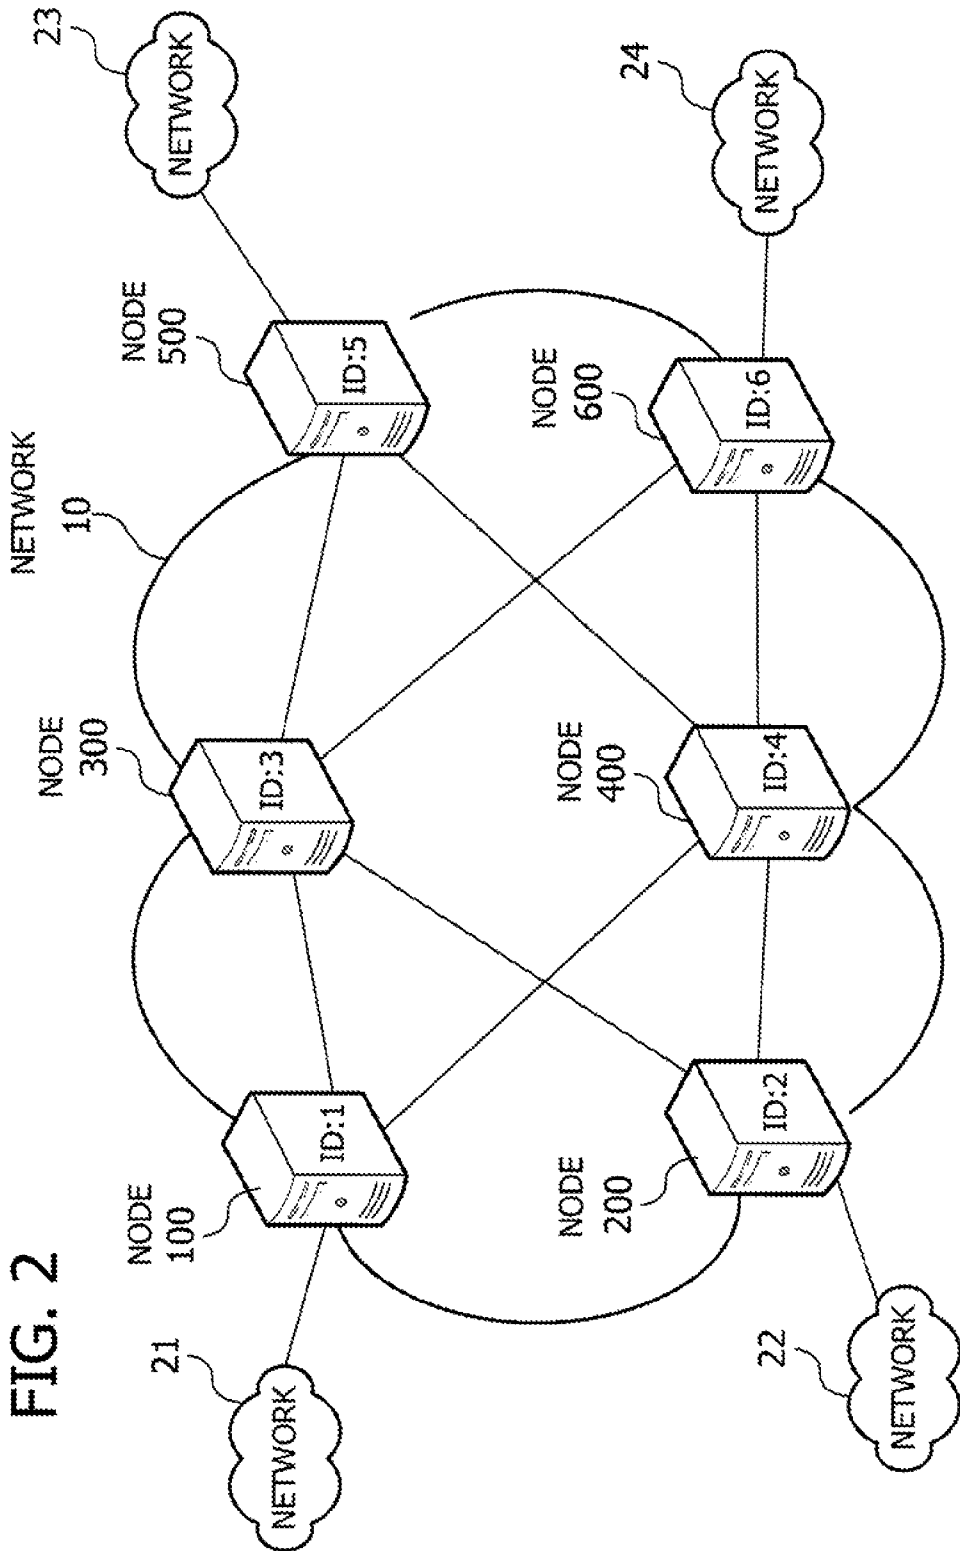 FIG. 2
NETWORK
10
NODE
100
ID:1
NODE
300
ID:3
NODE
500
ID:5
NODE
200
ID:2
NODE
400
ID:4
NODE
600
ID:6
21
NETWORK
22
NETWORK
23
NETWORK
24
NETWORK